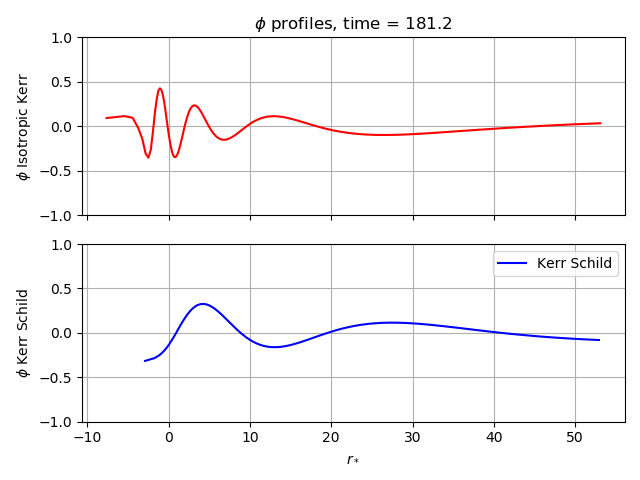 ϕ profiles, time = 181.2
1.0
0.5
0.0
−0.5
−1.0
ϕ Isotropic Kerr
1.0
0.5
0.0
−0.5
−1.0
ϕ Kerr Schild
Kerr Schild
−10 0 10 20 30 40 50
r*